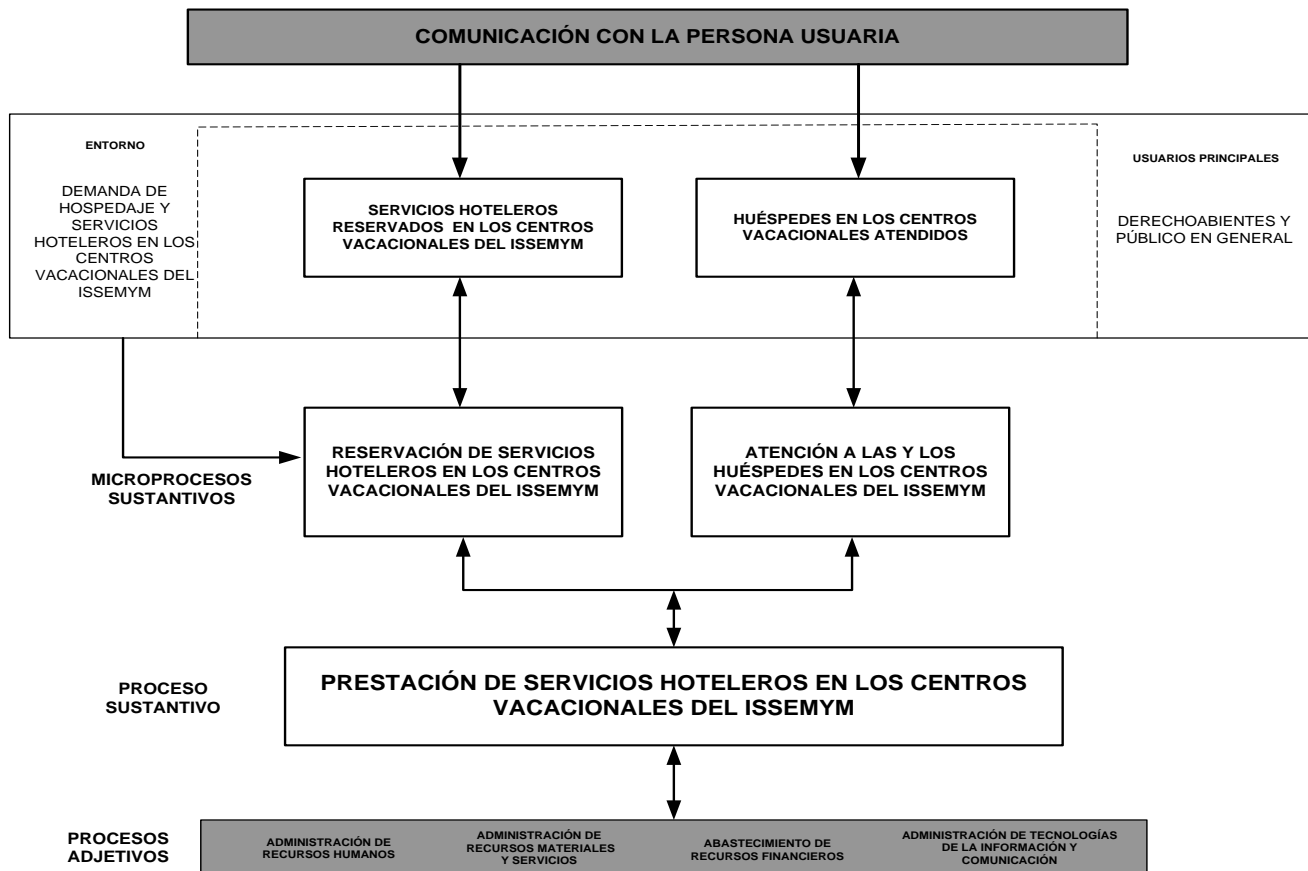 COMUNICACIÓN CON LA PERSONA USUARIA
ENTORNO
DEMANDA DE
HOSPEDAJE Y
SERVICIOS
HOTELEROS EN LOS
CENTROS
VACACIONALES DEL
ISSEMYM
SERVICIOS HOTELEROS
RESERVADOS EN LOS CENTROS
VACACIONALES DEL ISSEMYM
HUÉSPEDES EN LOS CENTROS
VACACIONALES ATENDIDOS
USUARIOS PRINCIPALES
DERECHOABIENTES Y
PÚBLICO EN GENERAL
MICROPROCESOS
SUSTANTIVOS
RESERVACIÓN DE SERVICIOS
HOTELEROS EN LOS CENTROS
VACACIONALES DEL ISSEMYM
ATENCIÓN A LAS Y LOS
HUÉSPEDES EN LOS CENTROS
VACACIONALES DEL ISSEMYM
PROCESO
SUSTANTIVO
PRESTACIÓN DE SERVICIOS HOTELEROS EN LOS CENTROS
VACACIONALES DEL ISSEMYM
PROCESOS
ADJETIVOS
ADMINISTRACIÓN DE
RECURSOS HUMANOS
ADMINISTRACIÓN DE
RECURSOS MATERIALES
Y SERVICIOS
ABASTECIMIENTO DE
RECURSOS FINANCIEROS
ADMINISTRACIÓN DE TECNOLOGÍAS
DE LA INFORMACIÓN Y
COMUNICACIÓN